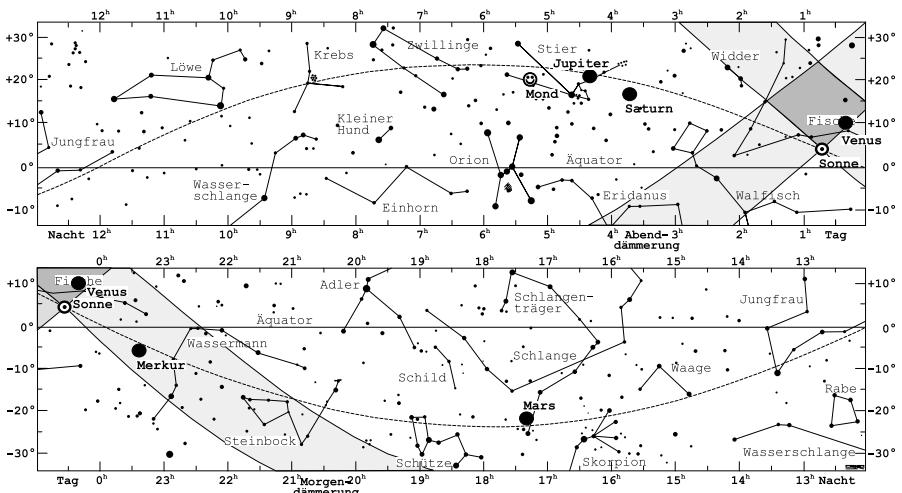 12ʰ 11ʰ 10ʰ 9ʰ 8ʰ 7ʰ 6ʰ 5ʰ 4ʰ 3ʰ 2ʰ 1ʰ
+30° +30°
Zwillinge Stier Widder
Krebs
Löwe Jupiter
+20° +20°
Mond Saturn
Kleiner
Hund
+10° Fisc +10°
Jungfrau Venus
Orion Äquator Sonne
0° 0°
Wasser-
schlange Eridanus Walfisch
Einhorn
-10° -10°
Nacht 12ʰ 11ʰ 10ʰ 9ʰ 8ʰ 7ʰ 6ʰ 5ʰ 4ʰ Abend-3ʰ 2ʰ 1ʰ Tag
dämmerung
0ʰ 23ʰ 22ʰ 21ʰ 20ʰ 19ʰ 18ʰ 17ʰ 16ʰ 15ʰ 14ʰ 13ʰ
Fische Adler
+10° +10°
Venus Schlangen- Jungfrau
Sonne träger
Äquator
0° 0°
Wassermann
Merkur Schlange
Schild Waage
-10° -10°
Rabe
Mars
-20° -20°
Steinbock
Wasserschlange
-30° Schütze Skorpion -30°
Tag 0ʰ 23ʰ 22ʰ 21ʰMorgen-20ʰ 19ʰ 18ʰ 17ʰ 16ʰ 15ʰ 14ʰ 13ʰ Nacht
dämmerung